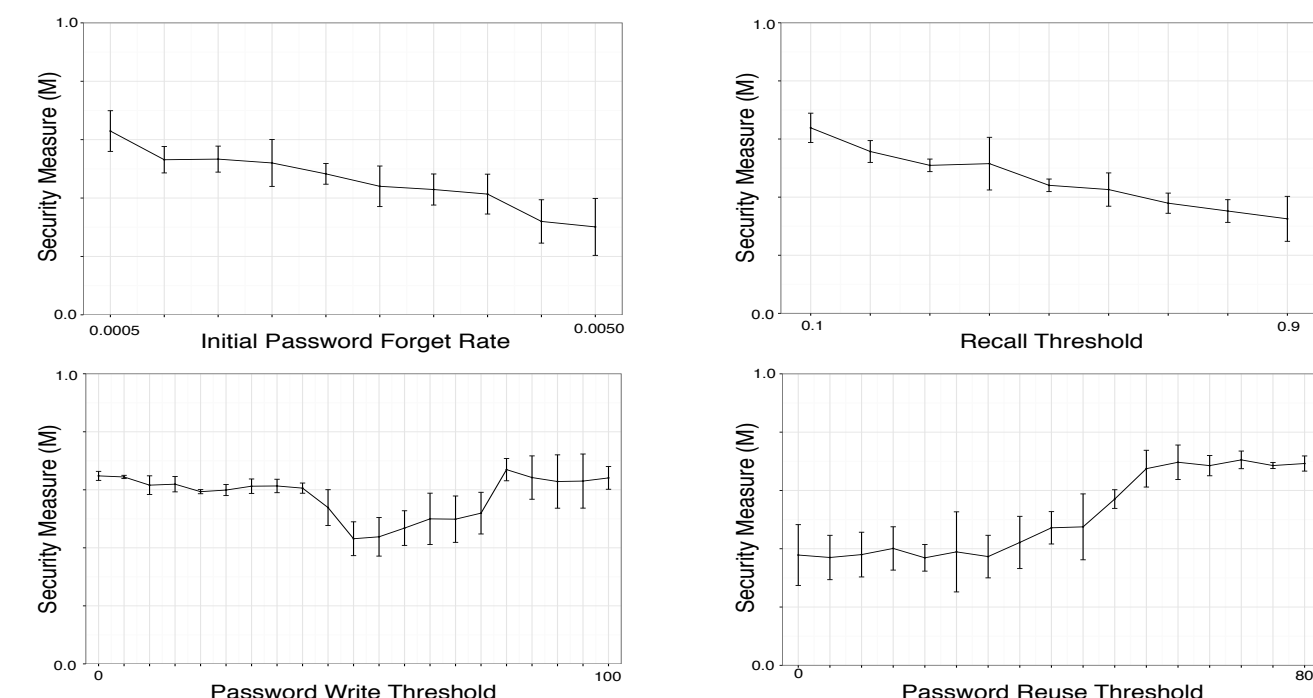 1.0
Security Measure (M)
0.0
0.0005
0.0050
Initial Password Forget Rate
1.0
Security Measure (M)
0.0
0.1
0.9
Recall Threshold
1.0
Security Measure (M)
0.0
0
100
Password Write Threshold
1.0
Security Measure (M)
0.0
0
80
Password Reuse Threshold